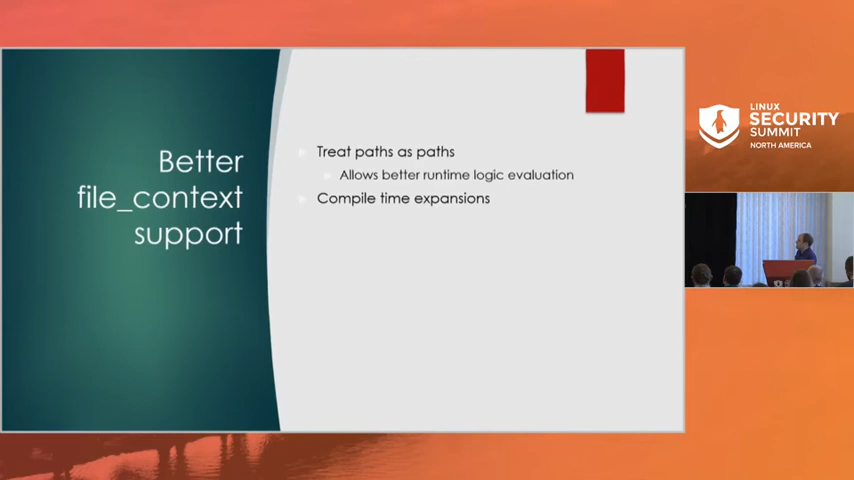 Better
file_context
support
Treat paths as paths
Allows better runtime logic evaluation
Compile time expansions
LINUX
SECURITY
SUMMIT
NORTH AMERICA